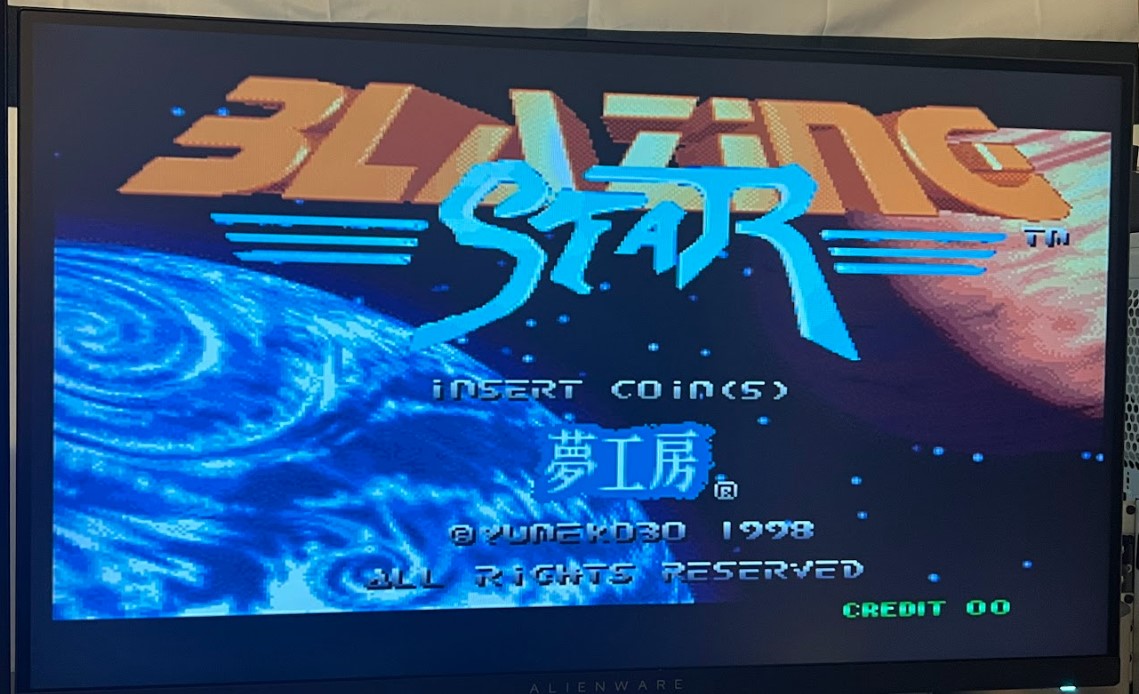 BLAZiNG
STAR
TM
iNSERT COiN(S)
夢工房
®
©YUMEKOBO 1998
ALL RiGHTS RESERVED
CREDIT 00
ALIENWARE